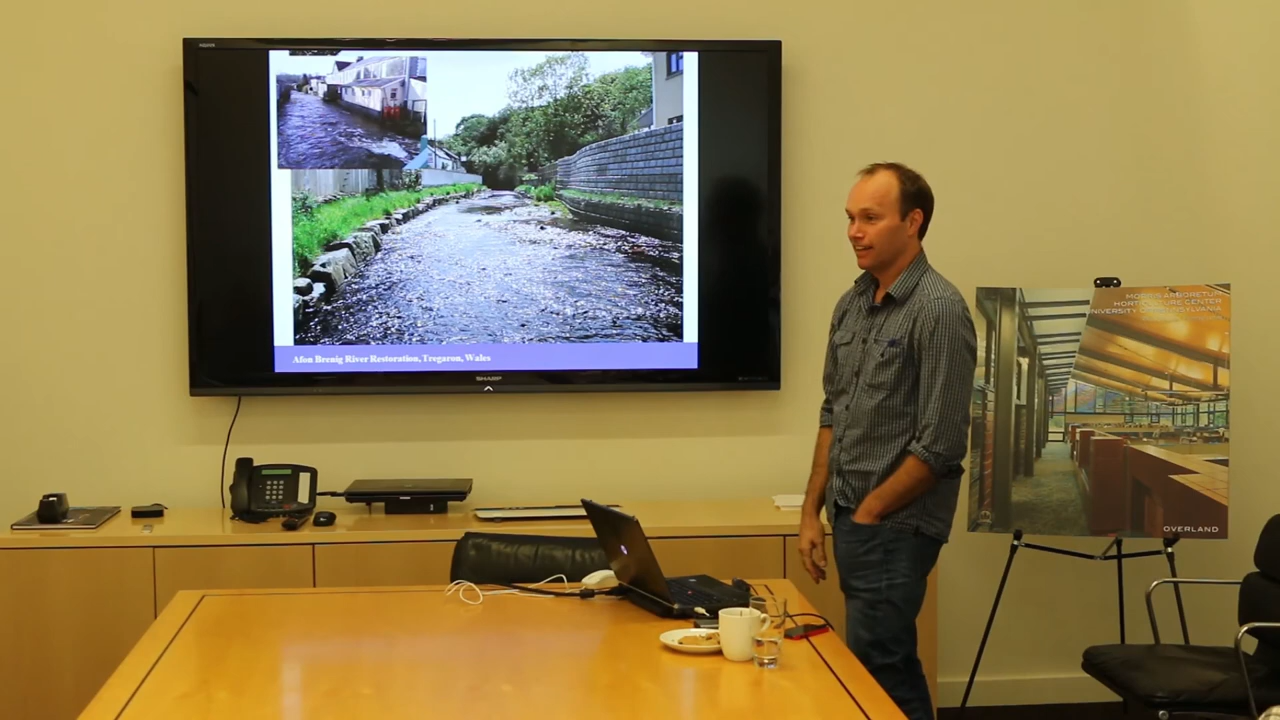 Afon Brenig River Restoration, Tregaron, Wales
SHARP
MORRIS ARBORETUM
HORTICULTURE CENTER
UNIVERSITY OF PENNSYLVANIA
OVERLAND